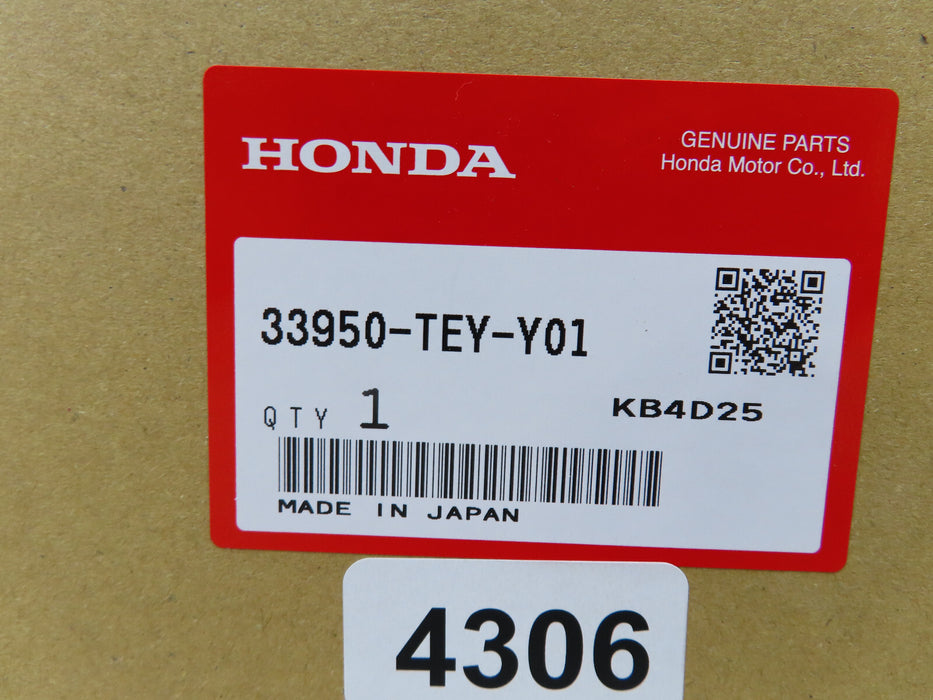 HONDA
GENUINE PARTS
Honda Motor Co., Ltd.
33950-TEY-Y01
QTY 1
KB4D25
MADE IN JAPAN
4306